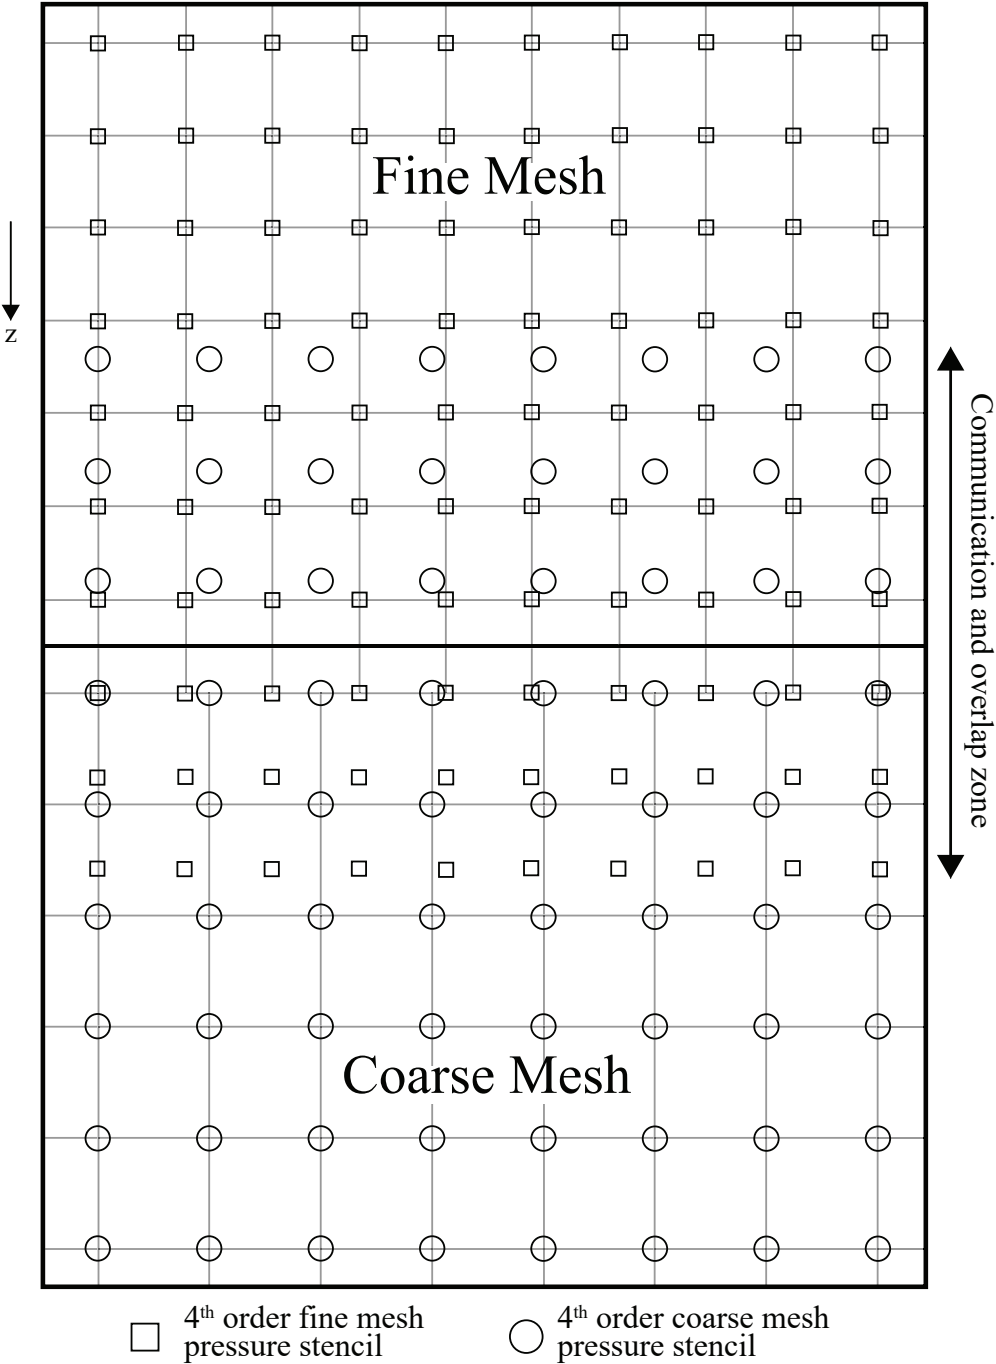 Fine Mesh
z
Communication and overlap zone
Coarse Mesh
4th order fine mesh
pressure stencil
4th order coarse mesh
pressure stencil